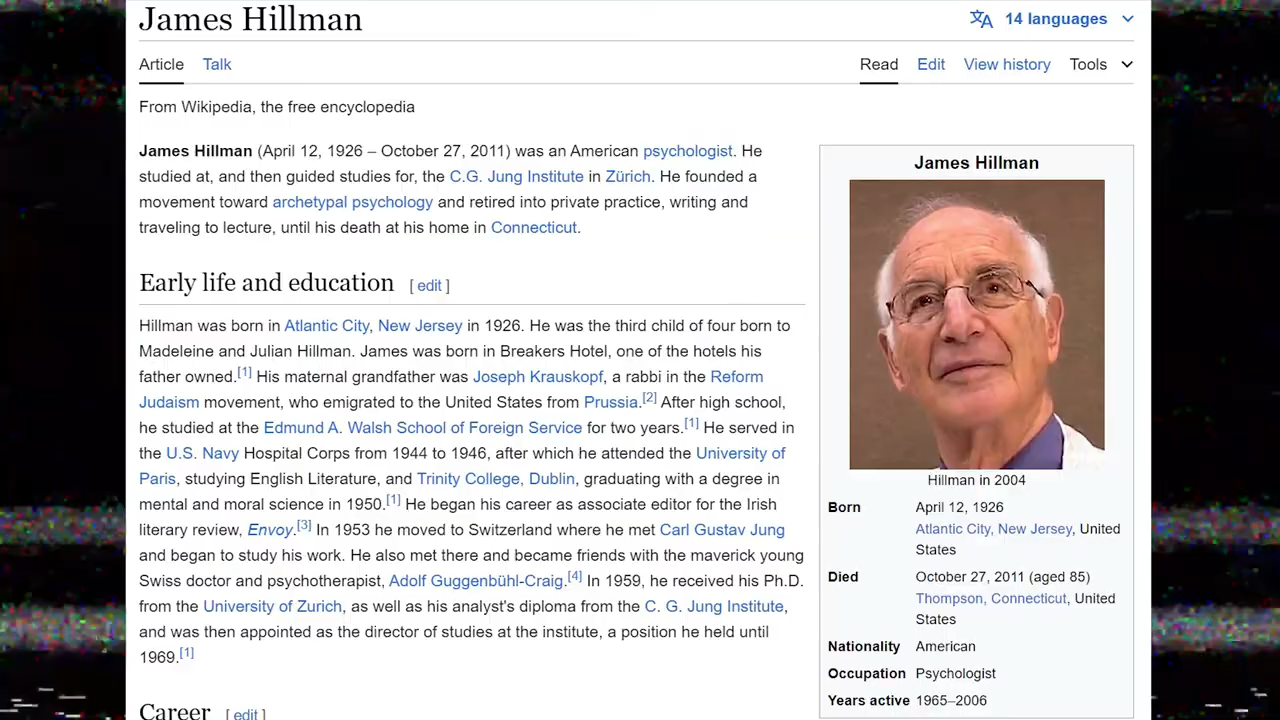 James Hillman
14 languages
Article Talk
Read Edit View history Tools
From Wikipedia, the free encyclopedia
James Hillman (April 12, 1926 – October 27, 2011) was an American psychologist. He
studied at, and then guided studies for, the C.G. Jung Institute in Zürich. He founded a
movement toward archetypal psychology and retired into private practice, writing and
traveling to lecture, until his death at his home in Connecticut.
Early life and education [ edit ]
Hillman was born in Atlantic City, New Jersey in 1926. He was the third child of four born to
Madeleine and Julian Hillman. James was born in Breakers Hotel, one of the hotels his
father owned.[1] His maternal grandfather was Joseph Krauskopf, a rabbi in the Reform
Judaism movement, who emigrated to the United States from Prussia.[2] After high school,
he studied at the Edmund A. Walsh School of Foreign Service for two years.[1] He served in
the U.S. Navy Hospital Corps from 1944 to 1946, after which he attended the University of
Paris, studying English Literature, and Trinity College, Dublin, graduating with a degree in
mental and moral science in 1950.[1] He began his career as associate editor for the Irish
literary review, Envoy.[3] In 1953 he moved to Switzerland where he met Carl Gustav Jung
and began to study his work. He also met there and became friends with the maverick young
Swiss doctor and psychotherapist, Adolf Guggenbühl-Craig.[4] In 1959, he received his Ph.D.
from the University of Zurich, as well as his analyst's diploma from the C. G. Jung Institute,
and was then appointed as the director of studies at the institute, a position he held until
1969.[1]
Career [ edit ]
James Hillman
Hillman in 2004
Born April 12, 1926
Atlantic City, New Jersey, United
States
Died October 27, 2011 (aged 85)
Thompson, Connecticut, United
States
Nationality American
Occupation Psychologist
Years active 1965–2006